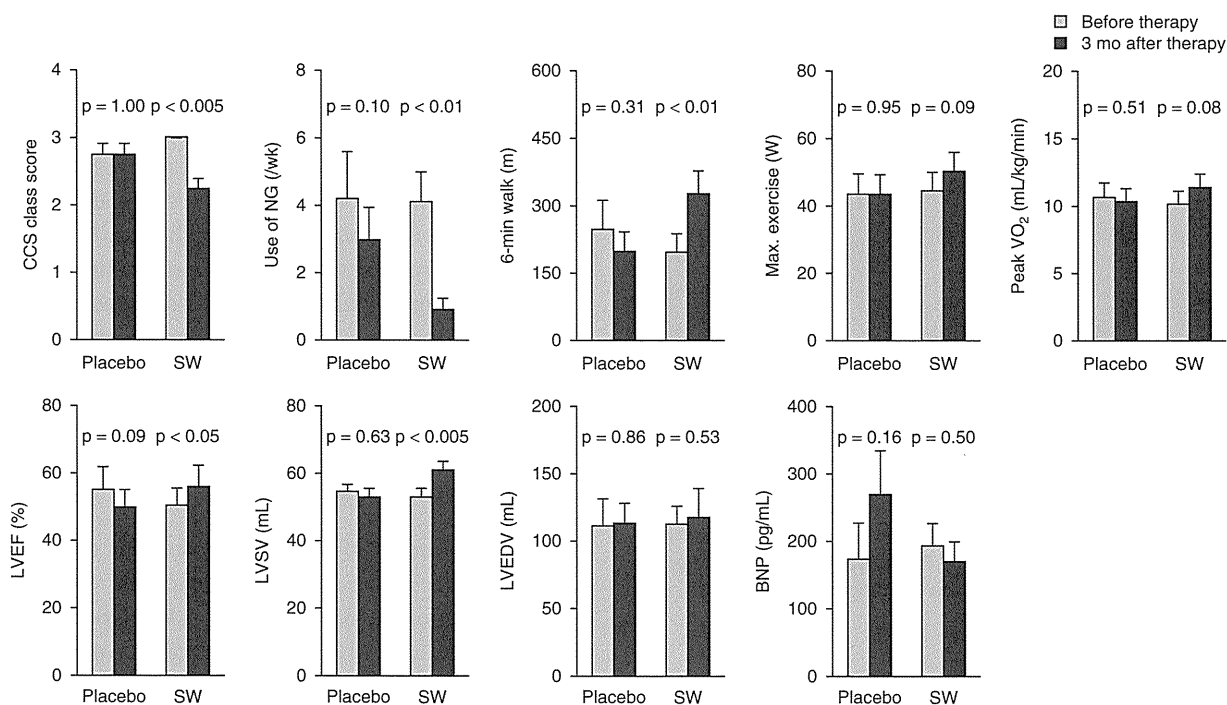 Before therapy
3 mo after therapy
CCS class score
4
3
2
1
0
p = 1.00 p < 0.005
Placebo SW
Use of NG (/wk)
8
6
4
2
0
p = 0.10 p < 0.01
Placebo SW
6-min walk (m)
600
450
300
150
0
p = 0.31 p < 0.01
Placebo SW
Max. exercise (W)
80
60
40
20
0
p = 0.95 p = 0.09
Placebo SW
Peak VO₂ (mL/kg/min)
20
15
10
5
0
p = 0.51 p = 0.08
Placebo SW
LVEF (%)
80
60
40
20
0
p = 0.09 p < 0.05
Placebo SW
LVSV (mL)
80
60
40
20
0
p = 0.63 p < 0.005
Placebo SW
LVEDV (mL)
200
150
100
50
0
p = 0.86 p = 0.53
Placebo SW
BNP (pg/mL)
400
300
200
100
0
p = 0.16 p = 0.50
Placebo SW